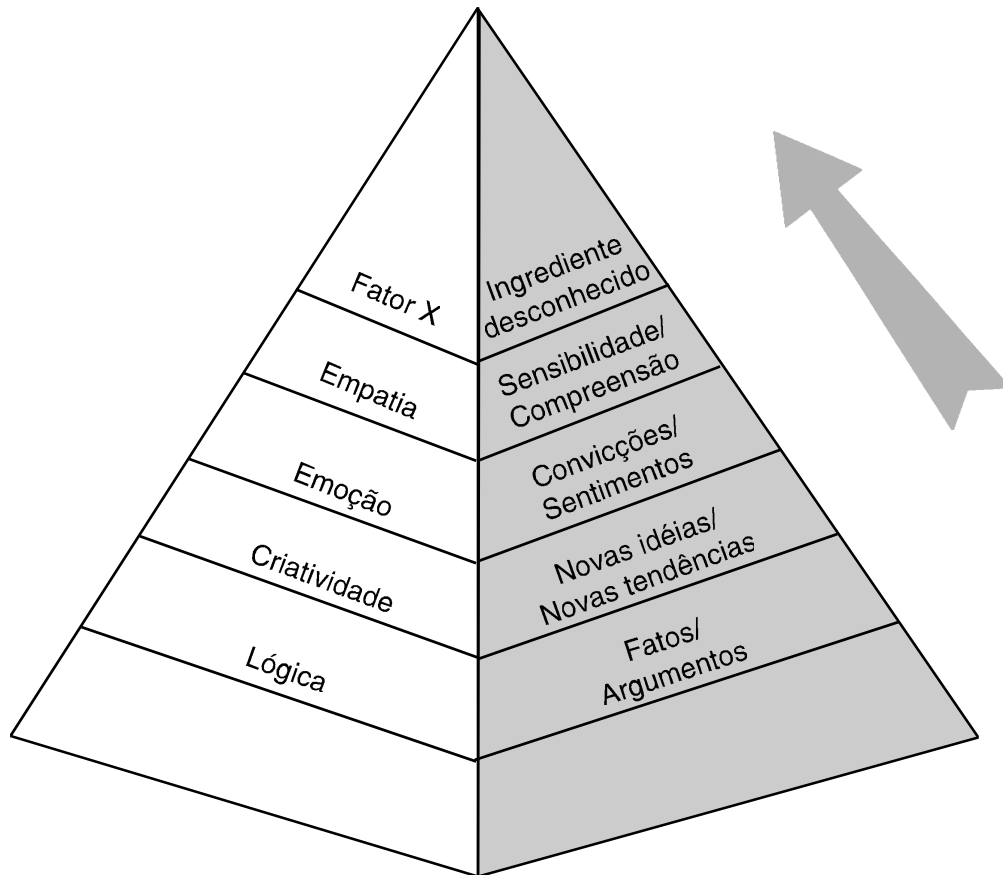 Fator X
Ingrediente
desconhecido
Empatia
Sensibilidade/
Compreensão
Emoção
Convicções/
Sentimentos
Criatividade
Novas idéias/
Novas tendências
Lógica
Fatos/
Argumentos